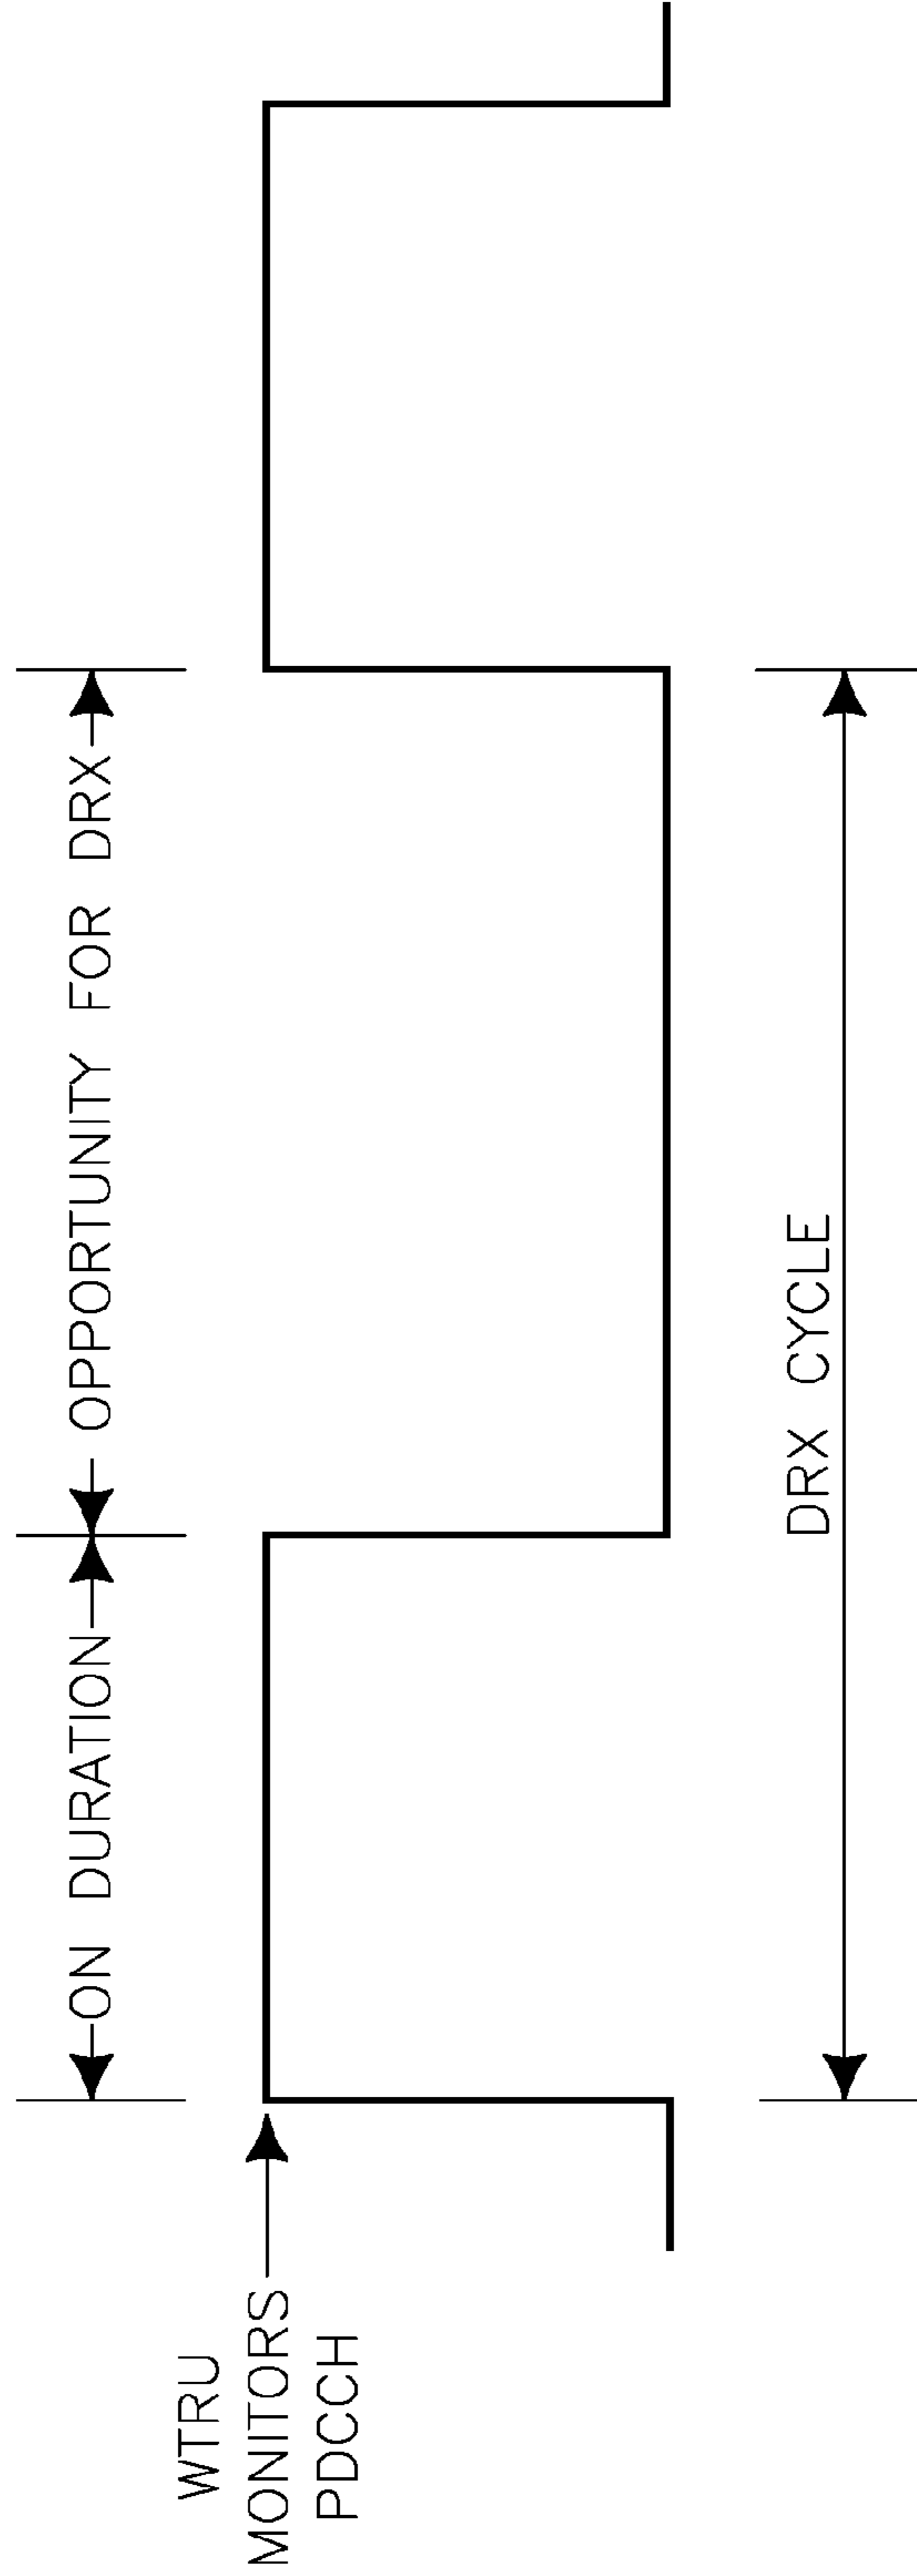 ON DURATION
OPPORTUNITY FOR DRX
WTRU
MONITORS
PDCCH
DRX CYCLE